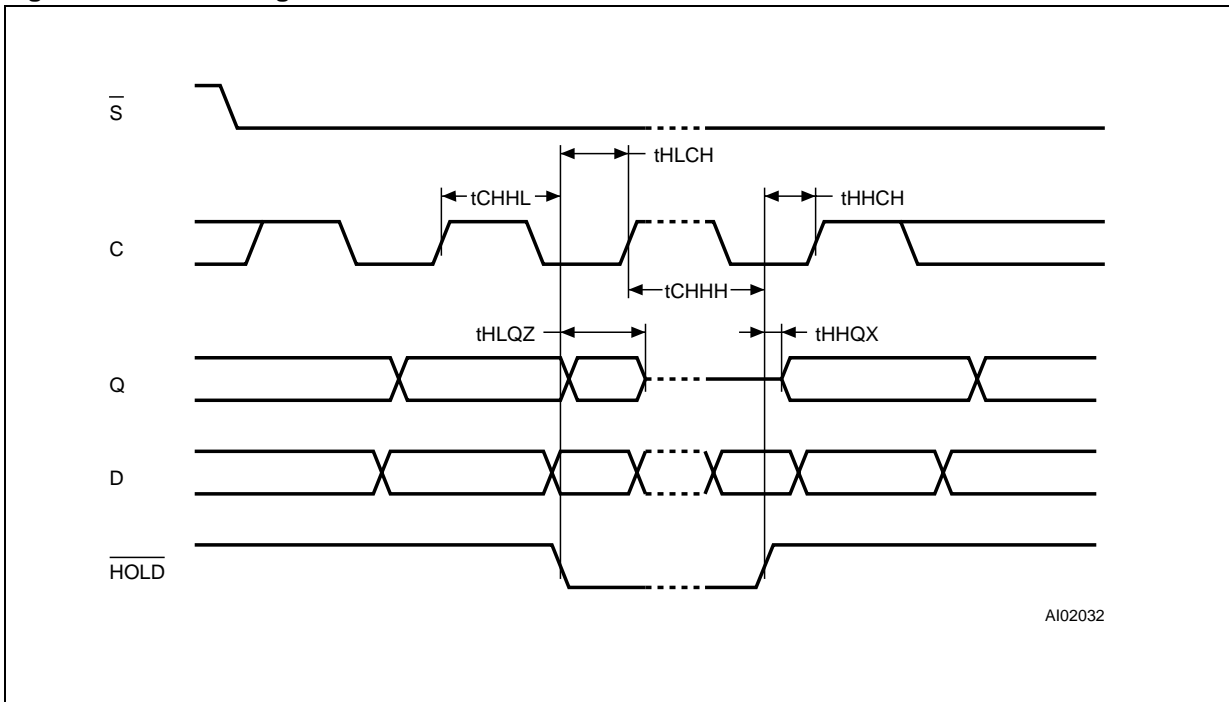 S
tHLCH
tCHHL
tHHCH
C
tCHHH
tHLQZ
tHHQX
Q
D
HOLD
AI02032